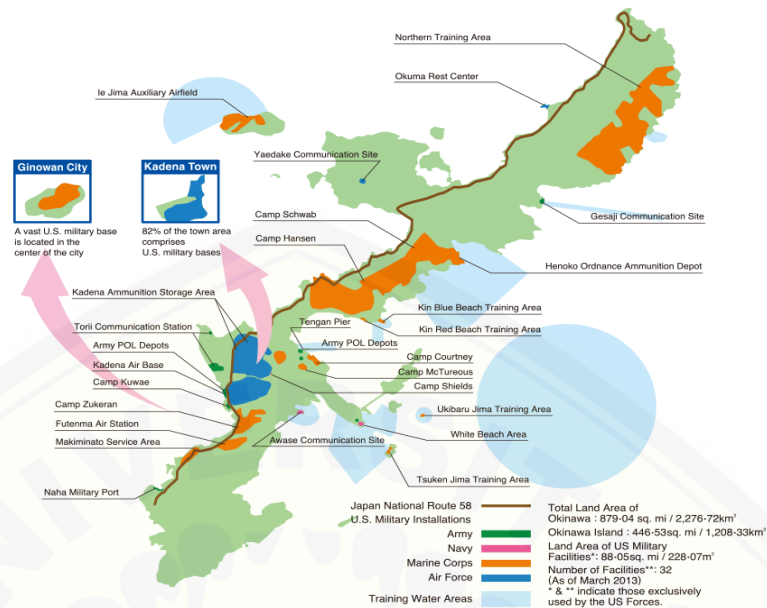 Northern Training Area
Okuma Rest Center
Ie Jima Auxiliary Airfield
Yaedake Communication Site
Ginowan City
A vast U.S. military base
is located in the
center of the city
Kadena Town
82% of the town area
comprises
U.S. military bases
Camp Schwab
Gesaji Communication Site
Camp Hansen
Henoko Ordnance Ammunition Depot
Kadena Ammunition Storage Area
Kin Blue Beach Training Area
Tengan Pier
Kin Red Beach Training Area
Torii Communication Station
Army POL Depots
Army POL Depots
Camp Courtney
Kadena Air Base
Camp McTureous
Camp Kuwae
Camp Shields
Camp Zukeran
Ukibaru Jima Training Area
Futenma Air Station
White Beach Area
Makiminato Service Area
Awase Communication Site
Tsuken Jima Training Area
Naha Military Port
Japan National Route 58
U.S. Military Installations
Army
Navy
Marine Corps
Air Force
Training Water Areas
Total Land Area of
Okinawa : 879-04 sq. mi / 2,276-72km²
Okinawa Island : 446-53sq. mi / 1,208-33km²
Land Area of US Military
Facilities*: 88-05sq. mi / 228-07m²
Number of Facilities**: 32
(As of March 2013)
* & ** indicate those exclusively
used by the US Forces.